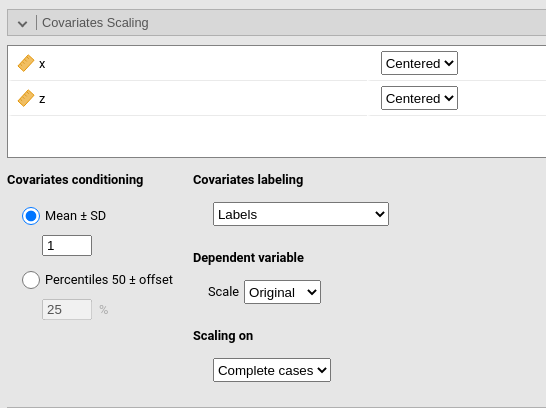 Covariates Scaling
x Centered
z Centered
Covariates conditioning
Mean ± SD
1
Percentiles 50 ± offset
25 %
Covariates labeling
Labels
Dependent variable
Scale Original
Scaling on
Complete cases